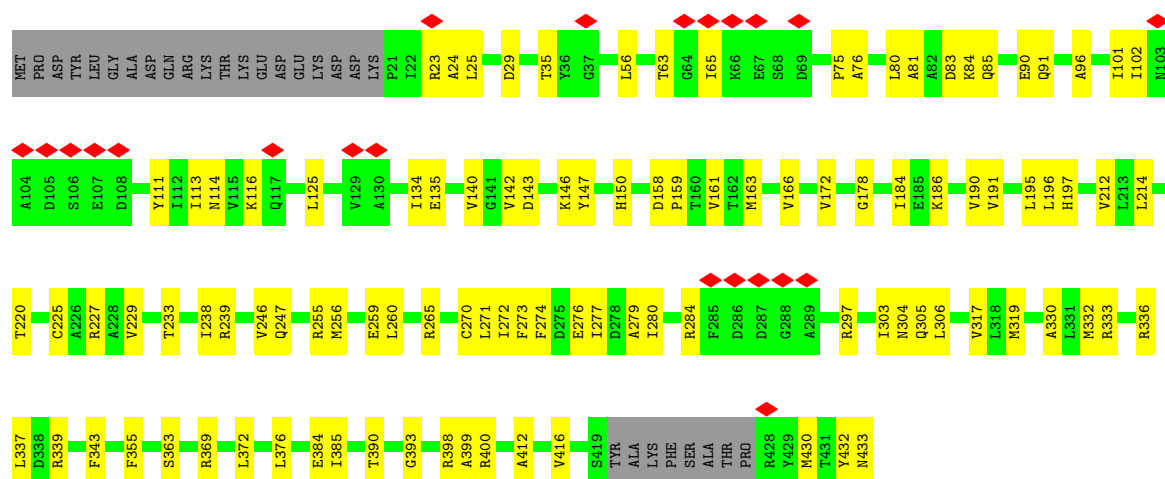 MET PRO ASP TYR LEU GLY ALA ASP GLN ARG LYS THR LYS GLU ASP GLU LYS ASP ASP LYS P21 I22 R23 A24 L25 D29 T35 Y36 G37 L56 T63 G64 I65 K66 E67 S68 D69 P75 A76 L80 A81 A82 D83 K84 Q85 E90 Q91 A96 I101 I102 N103
A104 D105 S106 E107 D108 Y111 I112 I113 N114 V115 K116 Q117 L125 V129 A130 I134 E135 V140 G141 V142 D143 K146 Y147 H150 D158 P159 T160 V161 T162 M163 V166 V172 G178 I184 E185 K186 V190 V191 L195 L196 H197 V212 L213 L214
T220 C225 A226 R227 A228 V229 T233 I238 R239 V246 Q247 R255 M256 E259 L260 R265 C270 L271 I272 F273 F274 D275 E276 I277 D278 A279 I280 R284 F285 D286 D287 G288 A289 R297 I303 N304 Q305 L306 V317 L318 M319 A330 L331 M332 R333 R336
L337 D338 R339 F343 F355 S363 R369 L372 L376 E384 I385 T390 G393 R398 A399 R400 A412 V416 S419 TYR ALA LYS PHE SER ALA THR PRO R428 Y429 M430 T431 Y432 N433